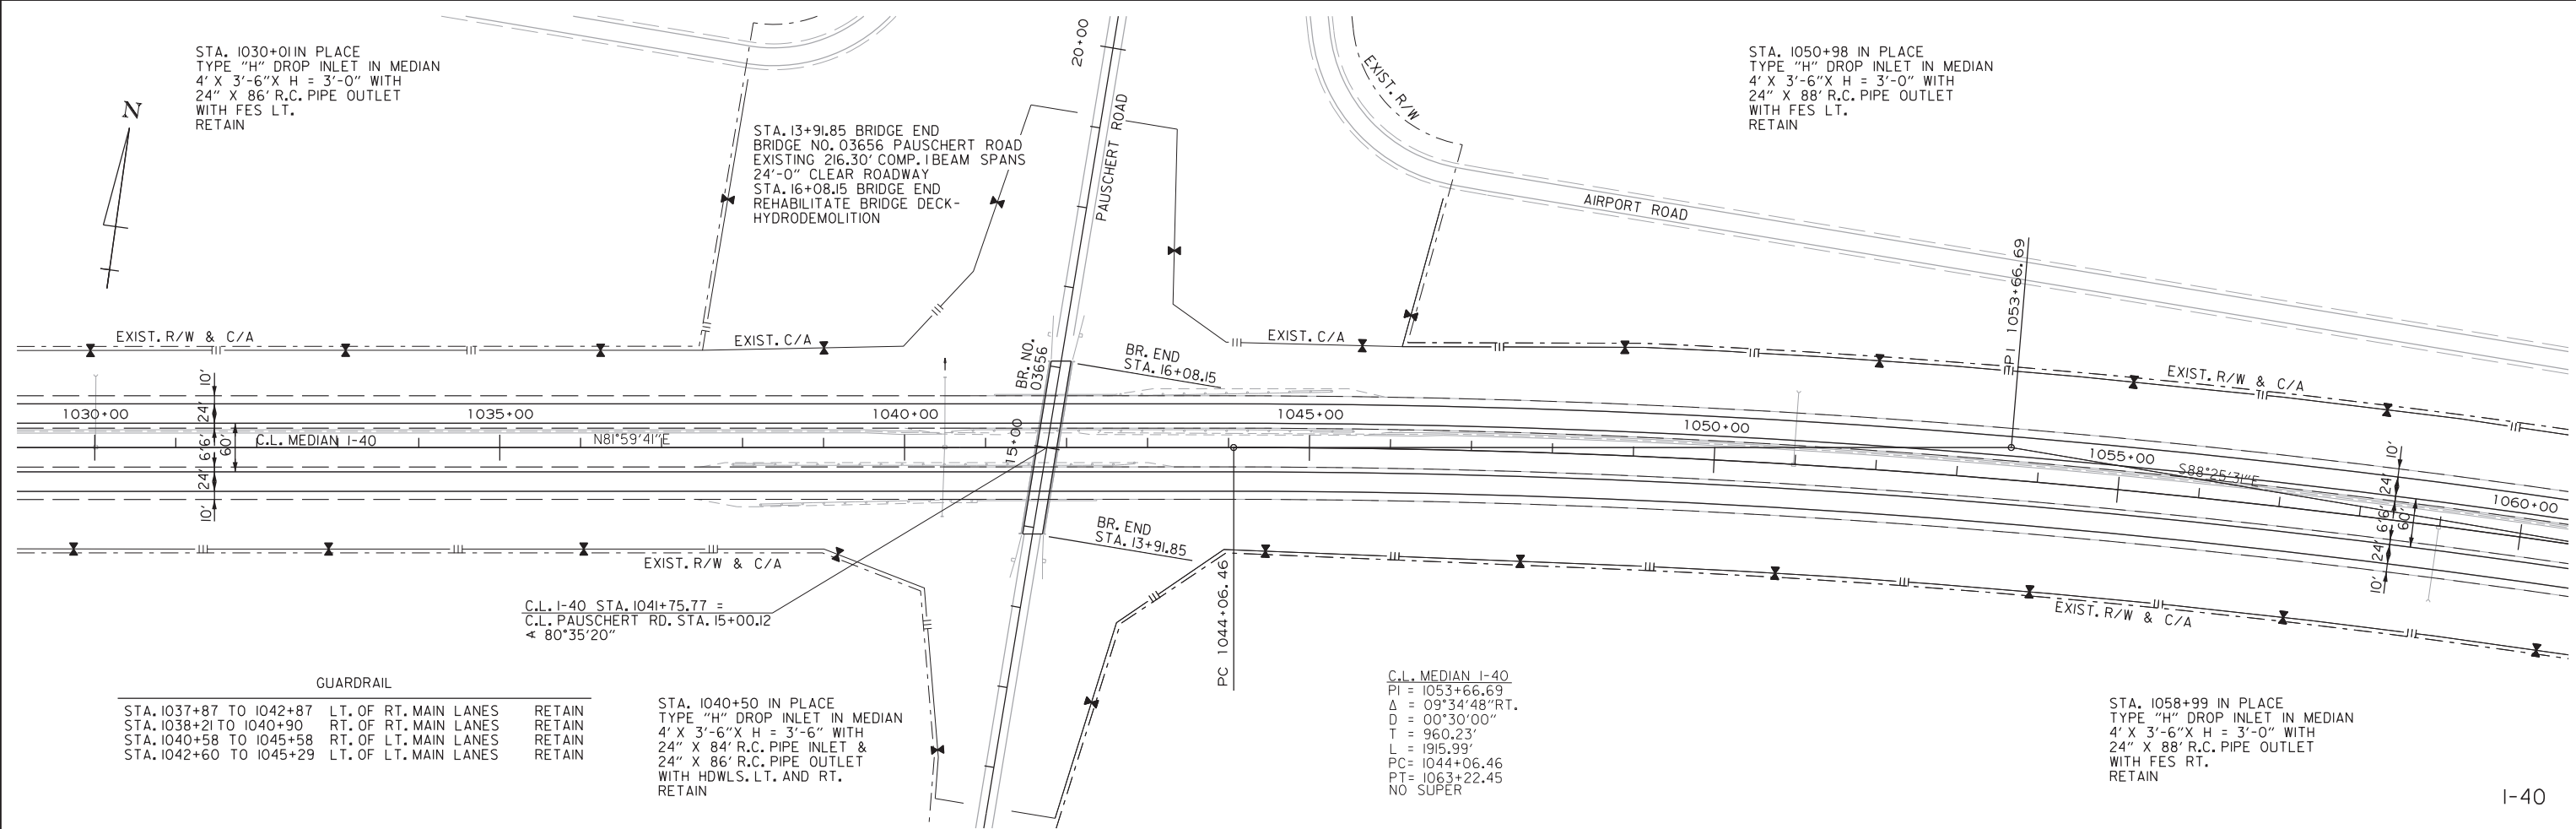 STA. 1030+01 IN PLACE
TYPE "H" DROP INLET IN MEDIAN
4' X 3'-6" X H = 3'-0" WITH
24" X 86' R.C. PIPE OUTLET
WITH FES LT.
RETAIN
N
STA. 13+91.85 BRIDGE END
BRIDGE NO. 03656 PAUSCHERT ROAD
EXISTING 216.30' COMP. I BEAM SPANS
24'-0" CLEAR ROADWAY
STA. 16+08.15 BRIDGE END
REHABILITATE BRIDGE DECK-
HYDRODEMOLITION
20+00
PAUSCHERT ROAD
EXIST. R/W
STA. 1050+98 IN PLACE
TYPE "H" DROP INLET IN MEDIAN
4' X 3'-6" X H = 3'-0" WITH
24" X 88' R.C. PIPE OUTLET
WITH FES LT.
RETAIN
AIRPORT ROAD
PI 1053+66.69
EXIST. R/W & C/A
EXIST. C/A
BR. NO.
03656
BR. END
STA. 16+08.15
EXIST. C/A
EXIST. R/W & C/A
10'
24'
6'
6'
60'
24'
10'
1030+00
1035+00
1040+00
1045+00
1050+00
1055+00
1060+00
C.L. MEDIAN I-40
N81°59'41"E
15+00
S88°25'31"E
10'
24'
6'
6'
60'
24'
10'
EXIST. R/W & C/A
BR. END
STA. 13+91.85
PC 1044+06.46
EXIST. R/W & C/A
C.L. I-40 STA. 1041+75.77 =
C.L. PAUSCHERT RD. STA. 15+00.12
∢ 80°35'20"
GUARDRAIL
STA. 1037+87 TO 1042+87 LT. OF RT. MAIN LANES RETAIN
STA. 1038+21 TO 1040+90 RT. OF RT. MAIN LANES RETAIN
STA. 1040+58 TO 1045+58 RT. OF LT. MAIN LANES RETAIN
STA. 1042+60 TO 1045+29 LT. OF LT. MAIN LANES RETAIN
STA. 1040+50 IN PLACE
TYPE "H" DROP INLET IN MEDIAN
4' X 3'-6" X H = 3'-6" WITH
24" X 84' R.C. PIPE INLET &
24" X 86' R.C. PIPE OUTLET
WITH HDWLS. LT. AND RT.
RETAIN
C.L. MEDIAN I-40
PI = 1053+66.69
Δ = 09°34'48" RT.
D = 00°30'00"
T = 960.23'
L = 1915.99'
PC= 1044+06.46
PT= 1063+22.45
NO SUPER
STA. 1058+99 IN PLACE
TYPE "H" DROP INLET IN MEDIAN
4' X 3'-6" X H = 3'-0" WITH
24" X 88' R.C. PIPE OUTLET
WITH FES RT.
RETAIN
I-40